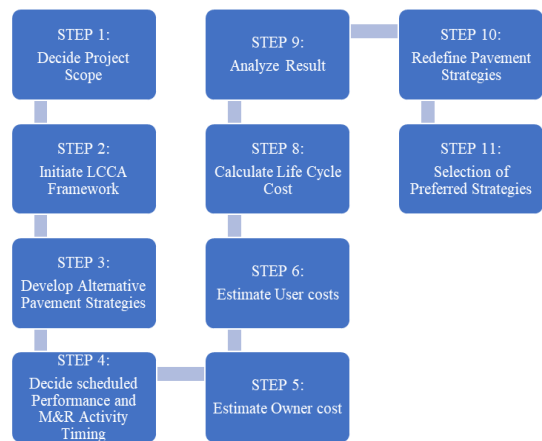 STEP 1:
Decide Project
Scope
STEP 2:
Initiate LCCA
Framework
STEP 3:
Develop Alternative
Pavement Strategies
STEP 4:
Decide scheduled
Performance and
M&R Activity
Timing
STEP 5:
Estimate Owner cost
STEP 6:
Estimate User costs
STEP 8:
Calculate Life Cycle
Cost
STEP 9:
Analyze Result
STEP 10:
Redefine Pavement
Strategies
STEP 11:
Selection of
Preferred Strategies